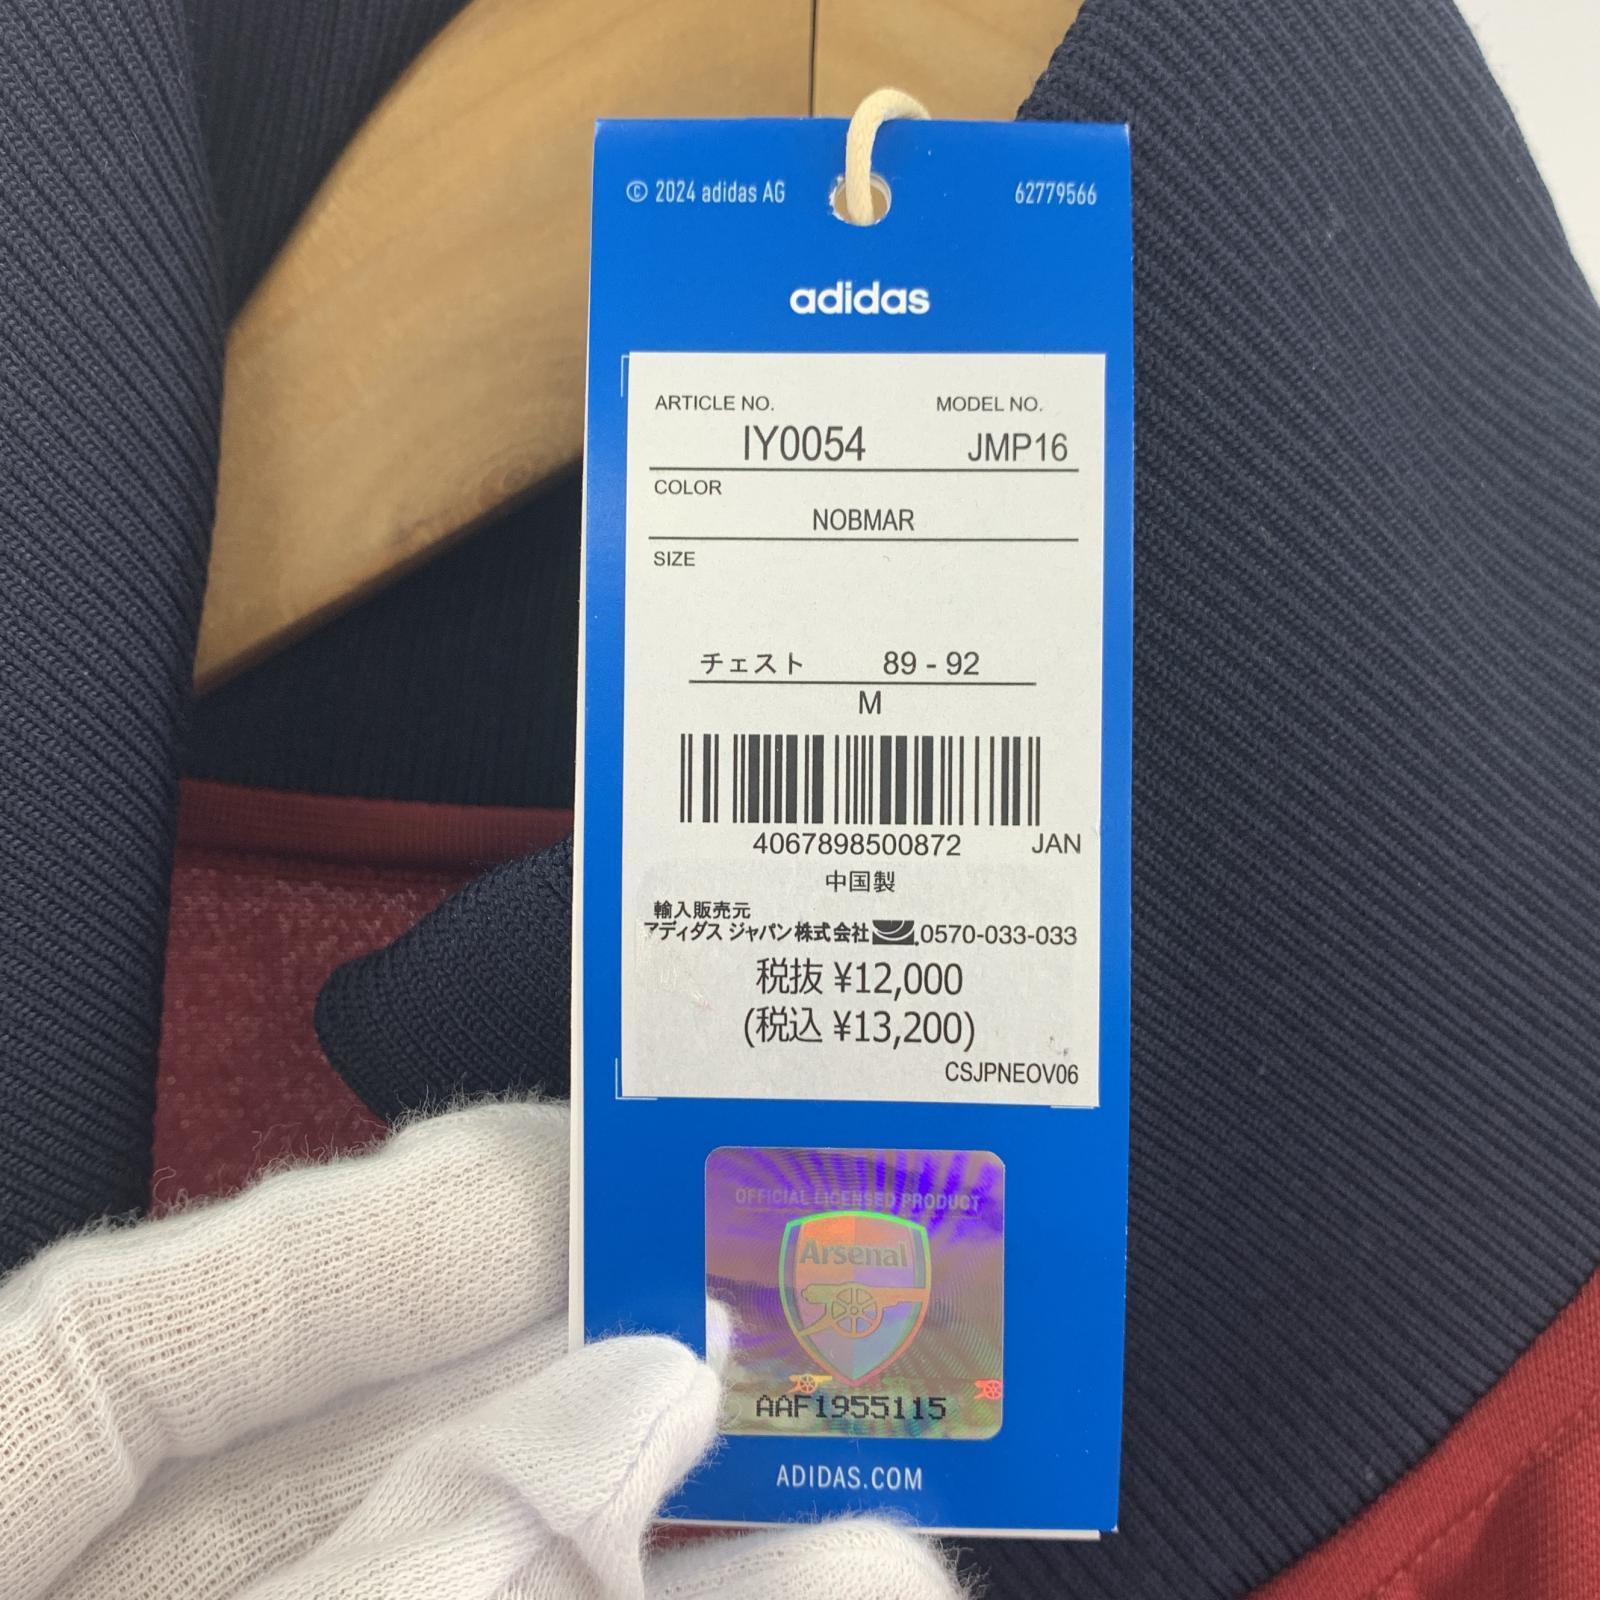 © 2024 adidas AG 62779566
adidas
ARTICLE NO. MODEL NO.
IY0054 JMP16
COLOR
NOBMAR
SIZE
チェスト 89 - 92
M
4067898500872 JAN
中国製
輸入販売元
アディダス ジャパン株式会社 0570-033-033
税抜 ¥12,000
(税込 ¥13,200)
CSJPNEOV06
OFFICIAL LICENSED PRODUCT
Arsenal
AAF1955115
ADIDAS.COM